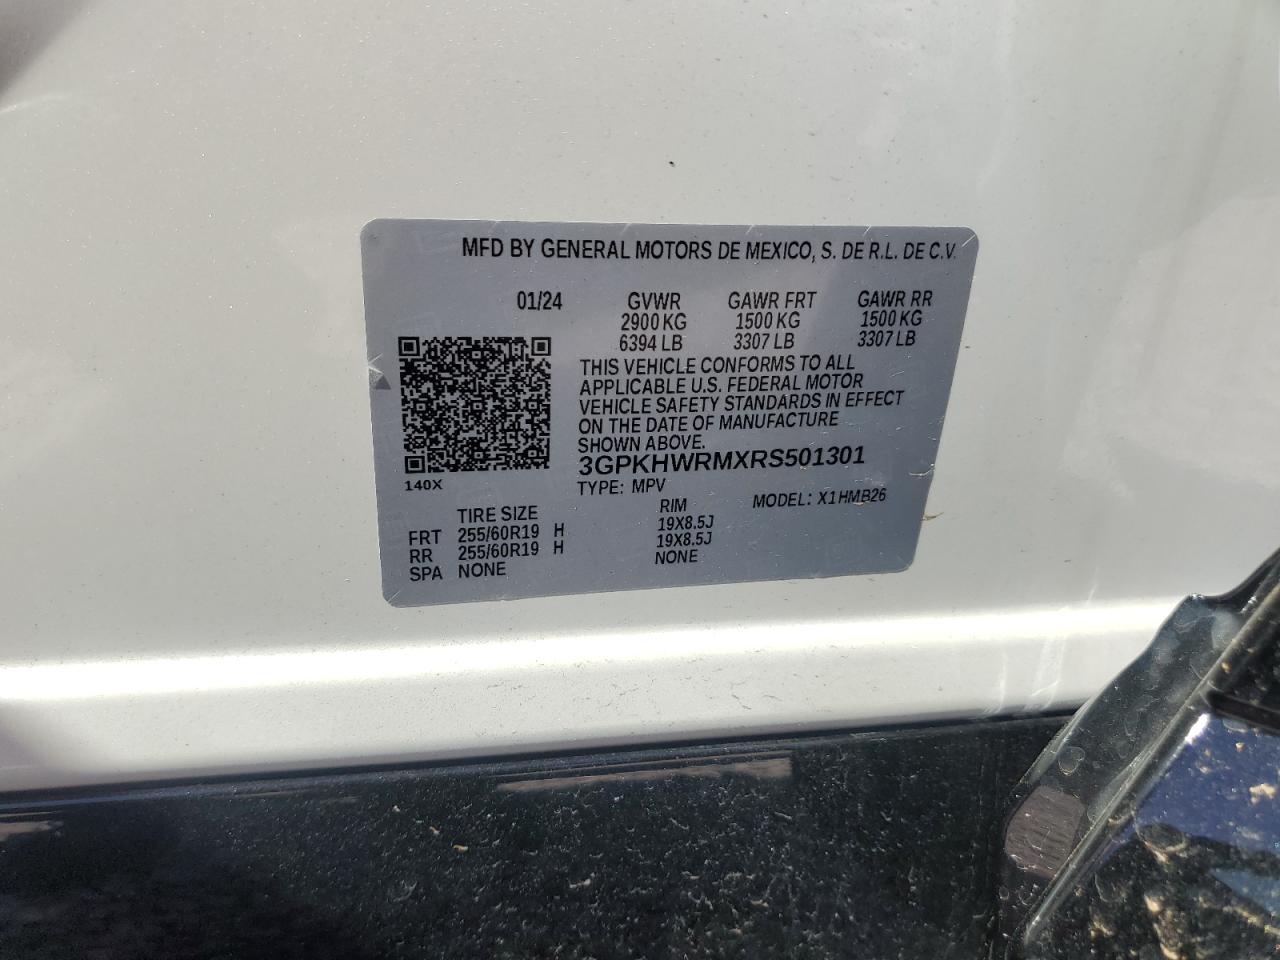 MFD BY GENERAL MOTORS DE MEXICO, S. DE R.L. DE C.V.
01/24 GVWR GAWR FRT GAWR RR
2900 KG 1500 KG 1500 KG
6394 LB 3307 LB 3307 LB
THIS VEHICLE CONFORMS TO ALL
APPLICABLE U.S. FEDERAL MOTOR
VEHICLE SAFETY STANDARDS IN EFFECT
ON THE DATE OF MANUFACTURE
SHOWN ABOVE.
3GPKHWRMXRS501301
140X
TYPE: MPV MODEL: X1HMB26
TIRE SIZE RIM
FRT 255/60R19 H 19X8.5J
RR 255/60R19 H 19X8.5J
SPA NONE NONE